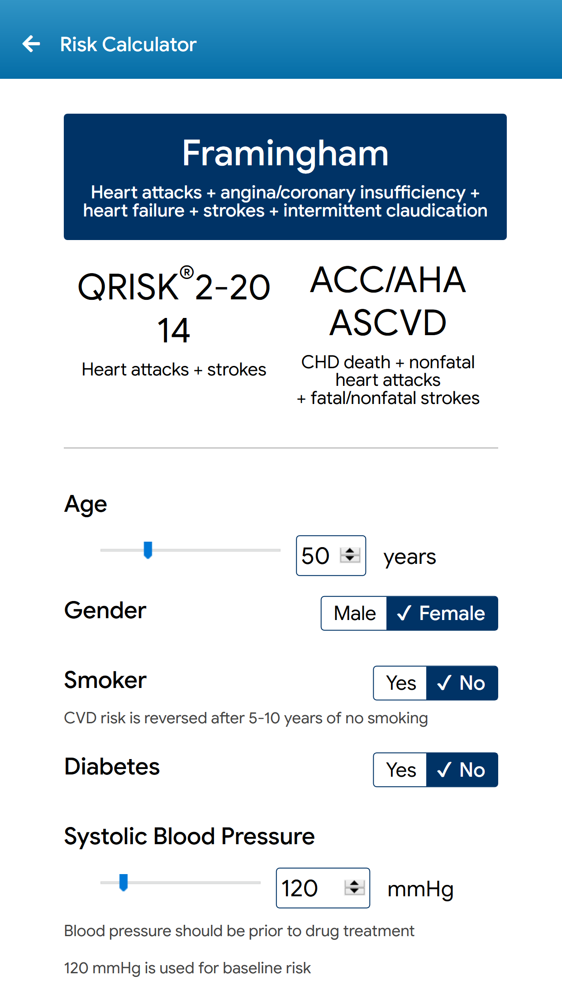 Risk Calculator
Framingham
Heart attacks + angina/coronary insufficiency +
heart failure + strokes + intermittent claudication
QRISK®2-20
14
Heart attacks + strokes
ACC/AHA
ASCVD
CHD death + nonfatal
heart attacks
+ fatal/nonfatal strokes
Age
50 years
Gender
Male ✓ Female
Smoker
Yes ✓ No
CVD risk is reversed after 5-10 years of no smoking
Diabetes
Yes ✓ No
Systolic Blood Pressure
120 mmHg
Blood pressure should be prior to drug treatment
120 mmHg is used for baseline risk